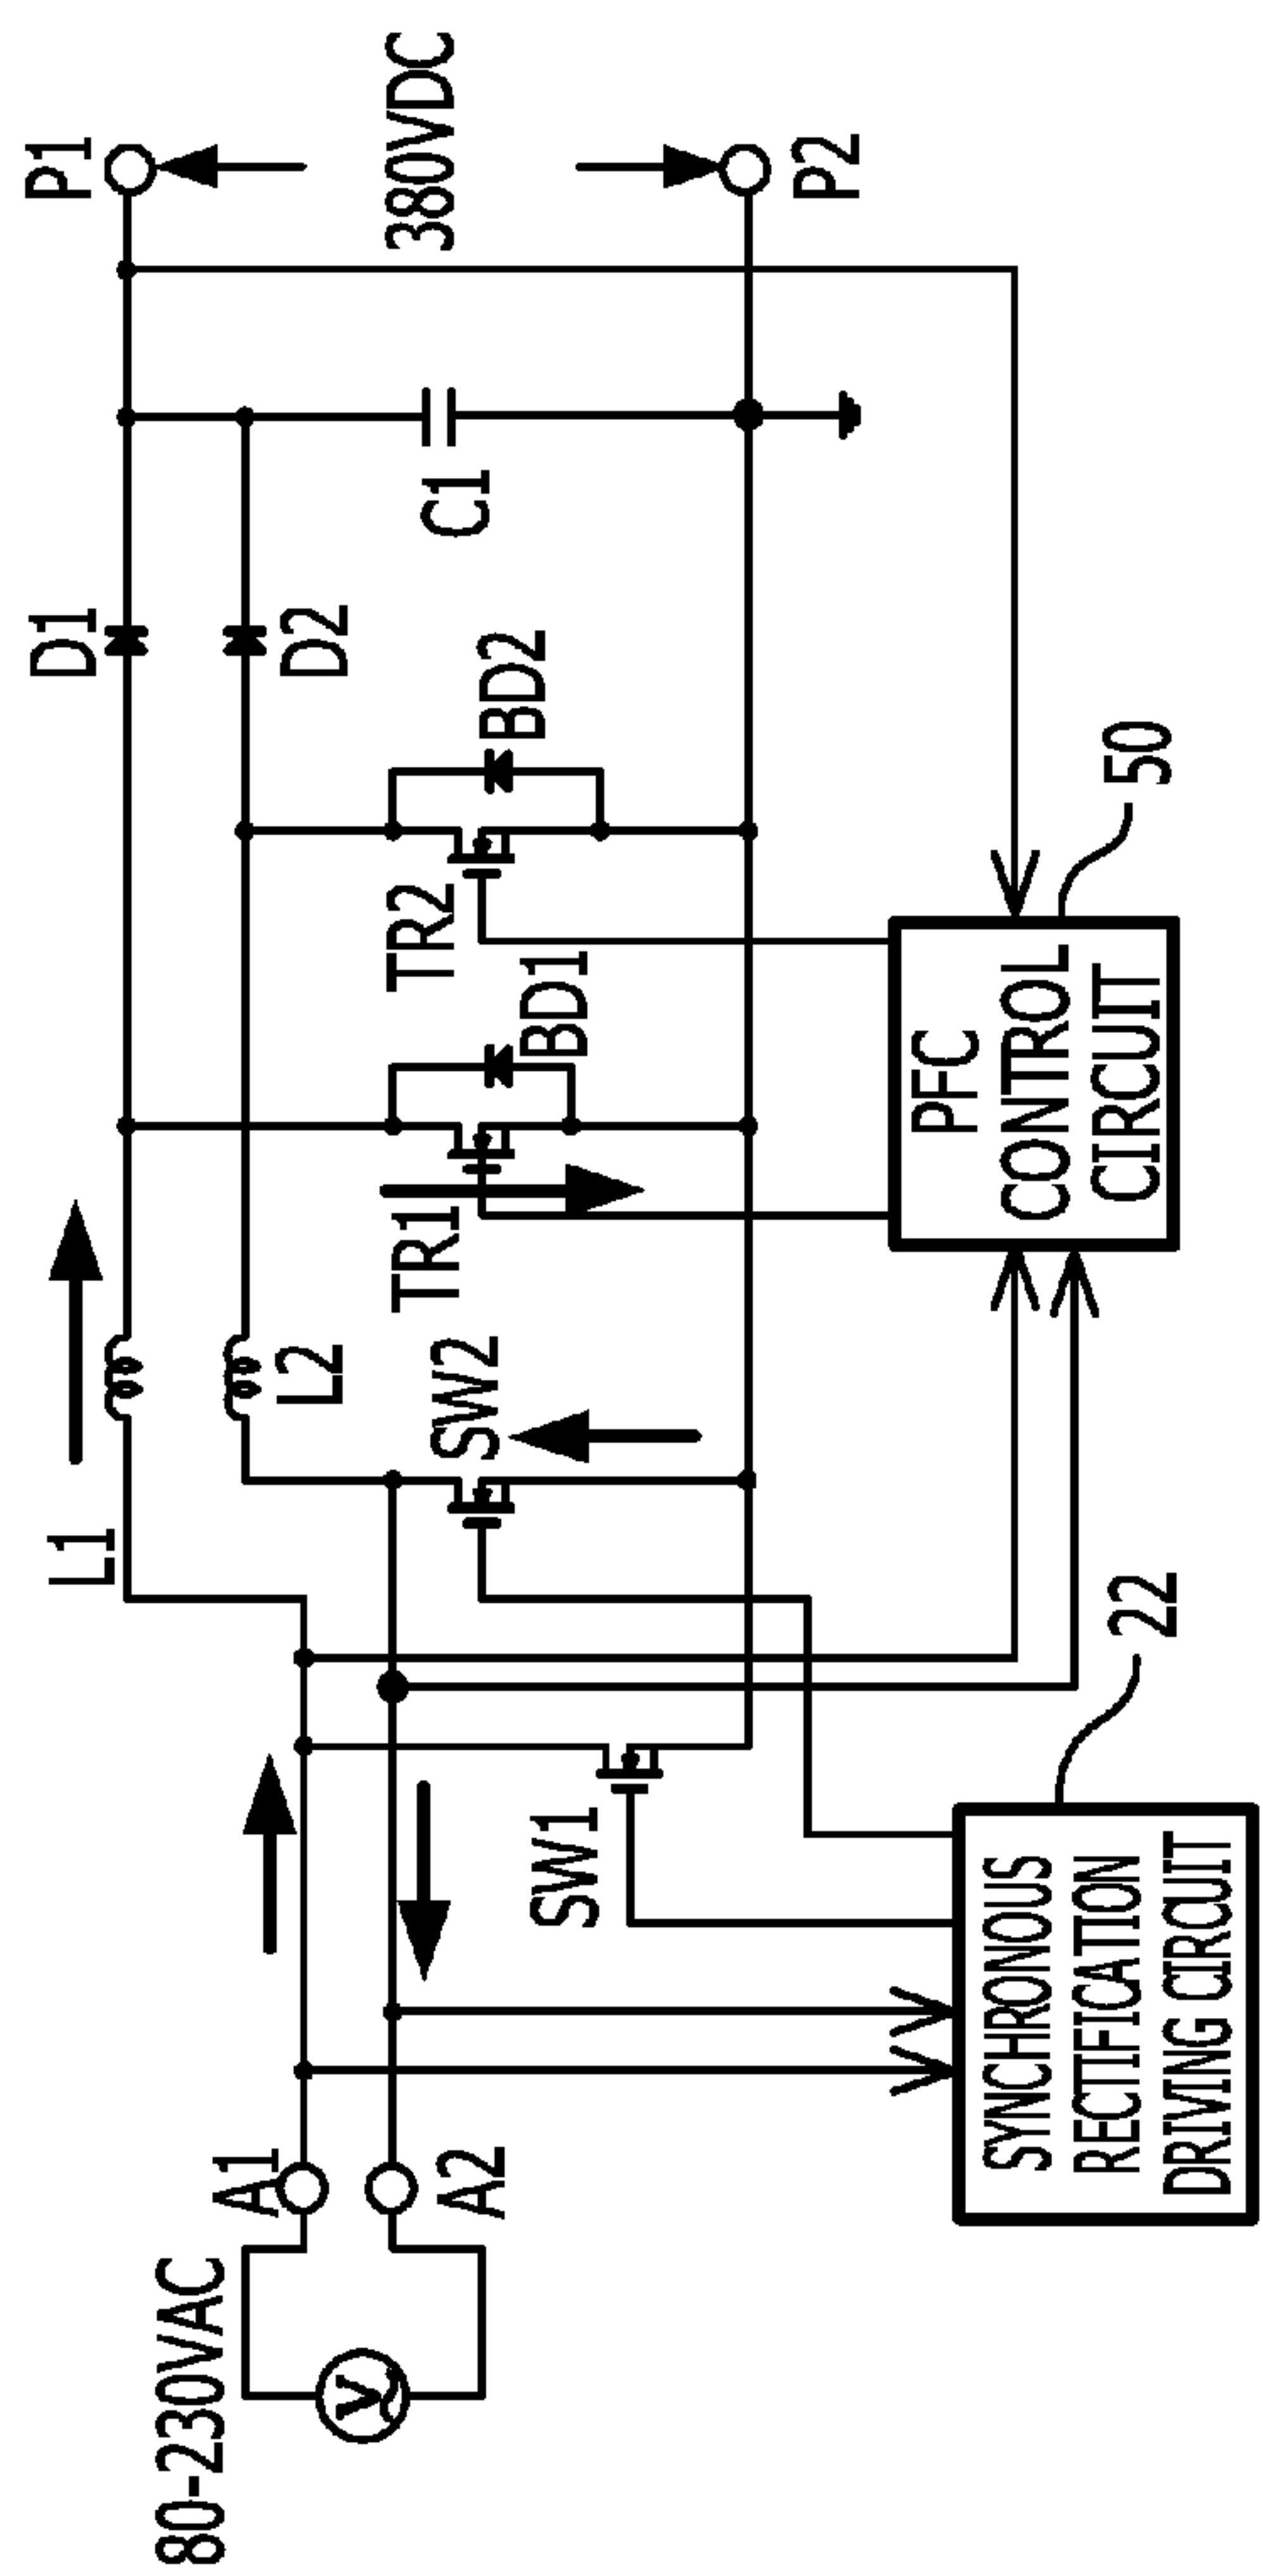 80-230VAC
V
A1
A2
L1
L2
D1
D2
P1
P2
380VDC
C1
SW1
SW2
TR1
BD1
TR2
BD2
SYNCHRONOUS
RECTIFICATION
DRIVING CIRCUIT
22
PFC
CONTROL
CIRCUIT
50